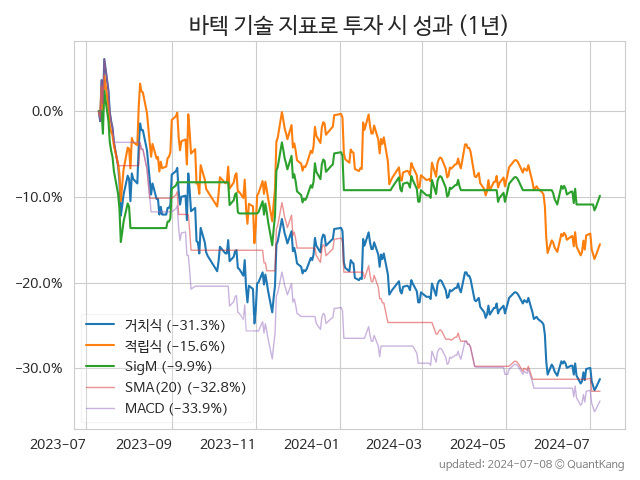 바텍 기술 지표로 투자 시 성과 (1년)
0.0%
−10.0%
−20.0%
−30.0%
거치식 (−31.3%)
적립식 (−15.6%)
SigM (−9.9%)
SMA(20) (−32.8%)
MACD (−33.9%)
2023−07 2023−09 2023−11 2024−01 2024−03 2024−05 2024−07
updated: 2024−07−08 © QuantKang